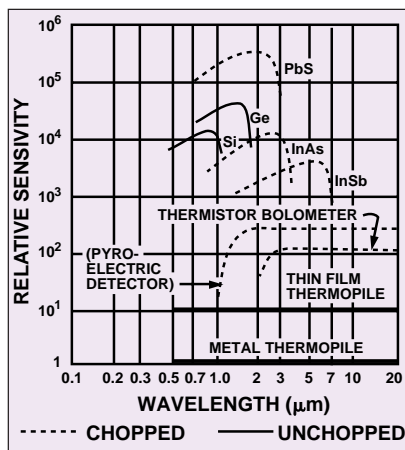 RELATIVE SENSITIVITY
10⁶
10⁵
10⁴
10³
10²
10¹
1
PbS
Ge
Si
InAs
InSb
THERMISTOR BOLOMETER
(PYRO-
ELECTRIC
DETECTOR)
THIN FILM
THERMOPILE
METAL THERMOPILE
0.1 0.2 0.3 0.5 0.7 1.0 2 3 5 7 10 20
WAVELENGTH (μm)
CHOPPED UNCHOPPED